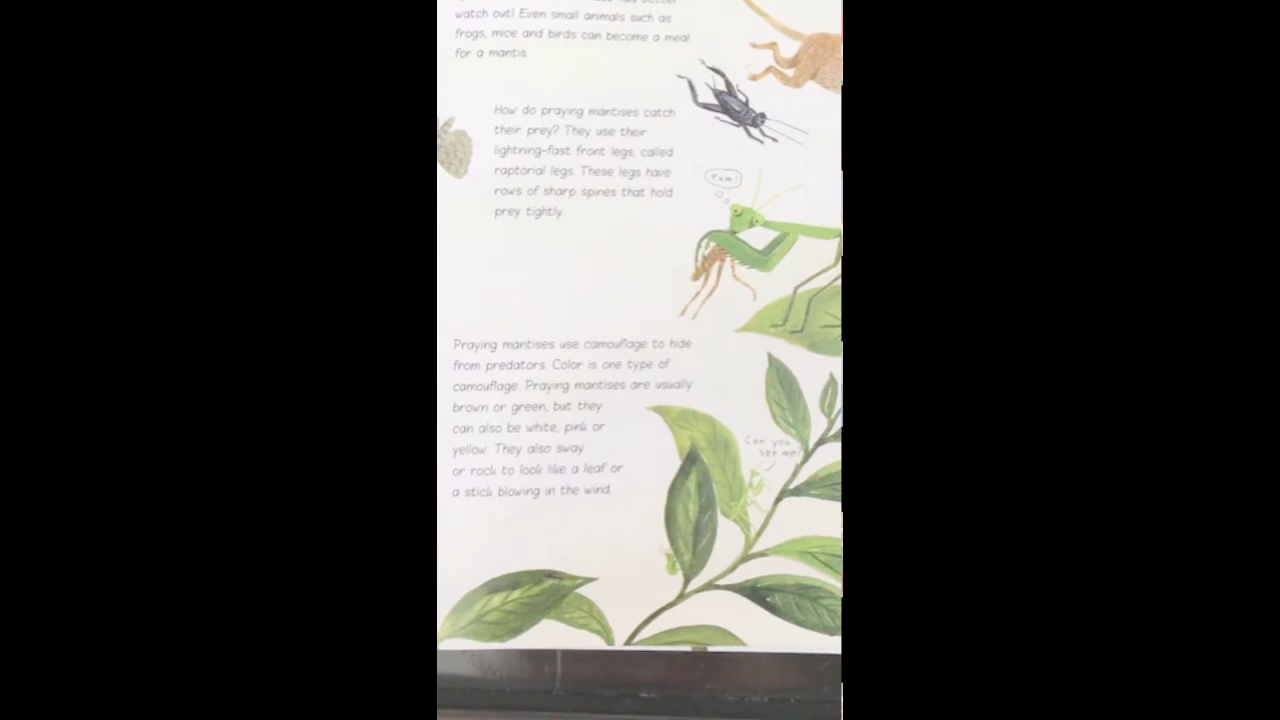 watch out! Even small animals such as
frogs, mice and birds can become a meal
for a mantis.
How do praying mantises catch
their prey? They use their
lightning-fast front legs, called
raptorial legs. These legs have
rows of sharp spines that hold
prey tightly.
Yum!
Praying mantises use camouflage to hide
from predators. Color is one type of
camouflage. Praying mantises are usually
brown or green, but they
can also be white, pink or
yellow. They also sway
or rock to look like a leaf or
a stick blowing in the wind.
Can you
see me?